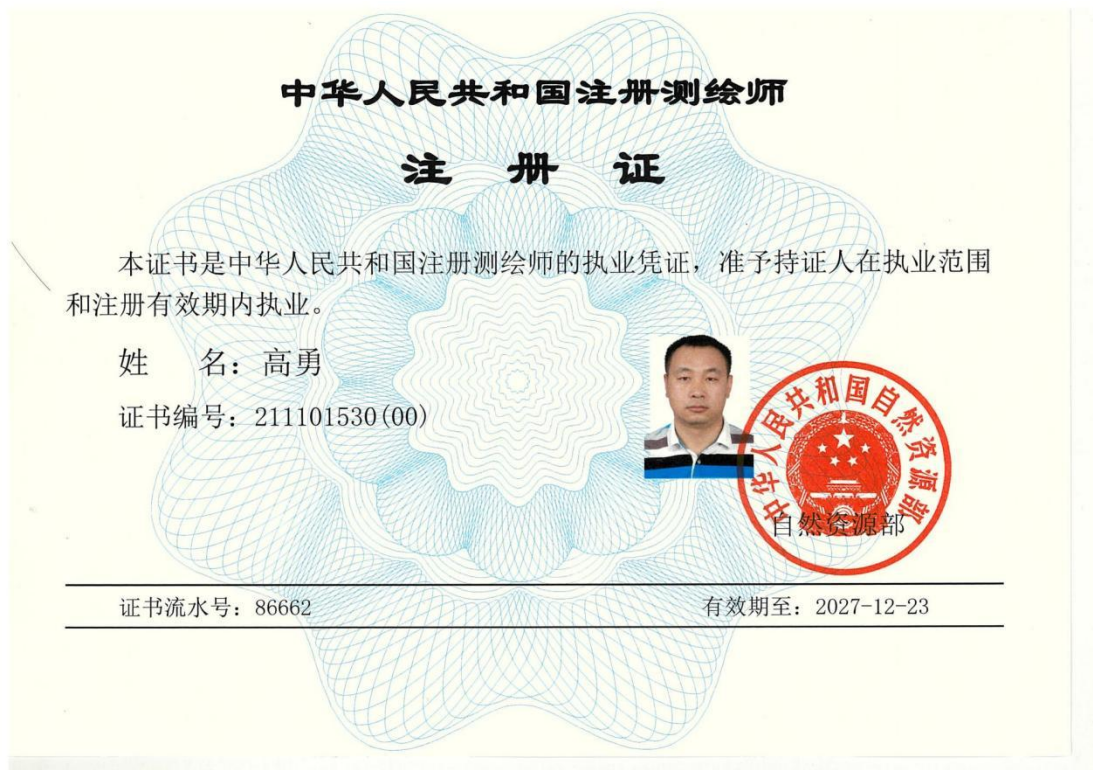 中华人民共和国注册测绘师
注 册 证
本证书是中华人民共和国注册测绘师的执业凭证，准予持证人在执业范围
和注册有效期内执业。
姓 名：高勇
证书编号：211101530(00)
中华人民共和国自然资源部
自然资源部
证书流水号：86662
有效期至：2027-12-23